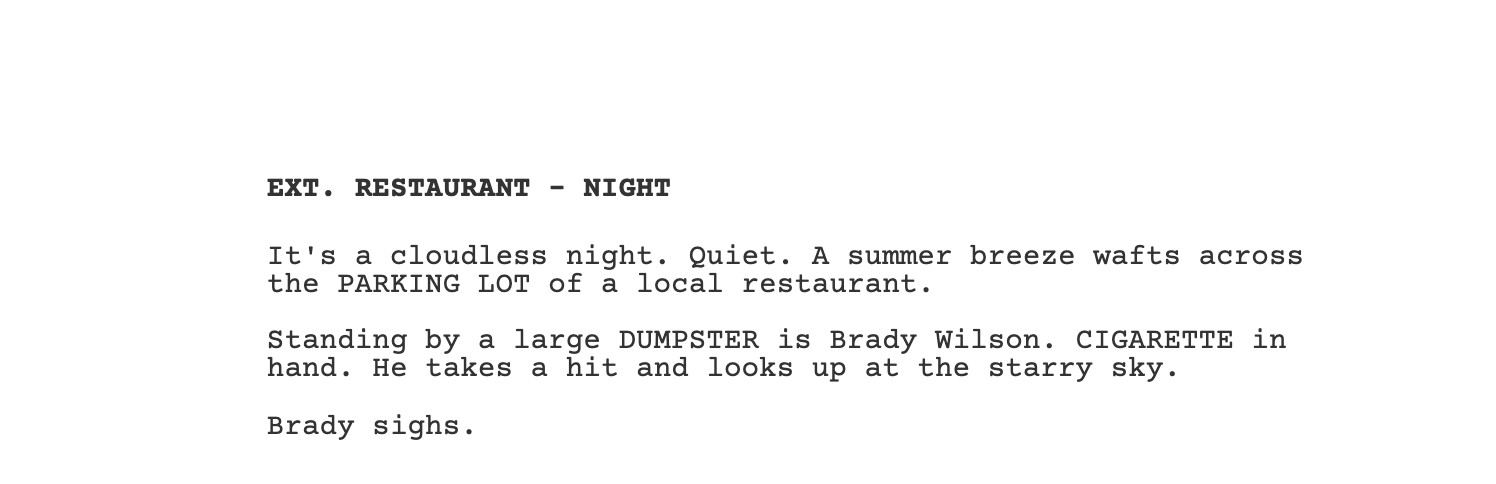 EXT. RESTAURANT - NIGHT
It's a cloudless night. Quiet. A summer breeze wafts across
the PARKING LOT of a local restaurant.
Standing by a large DUMPSTER is Brady Wilson. CIGARETTE in
hand. He takes a hit and looks up at the starry sky.
Brady sighs.